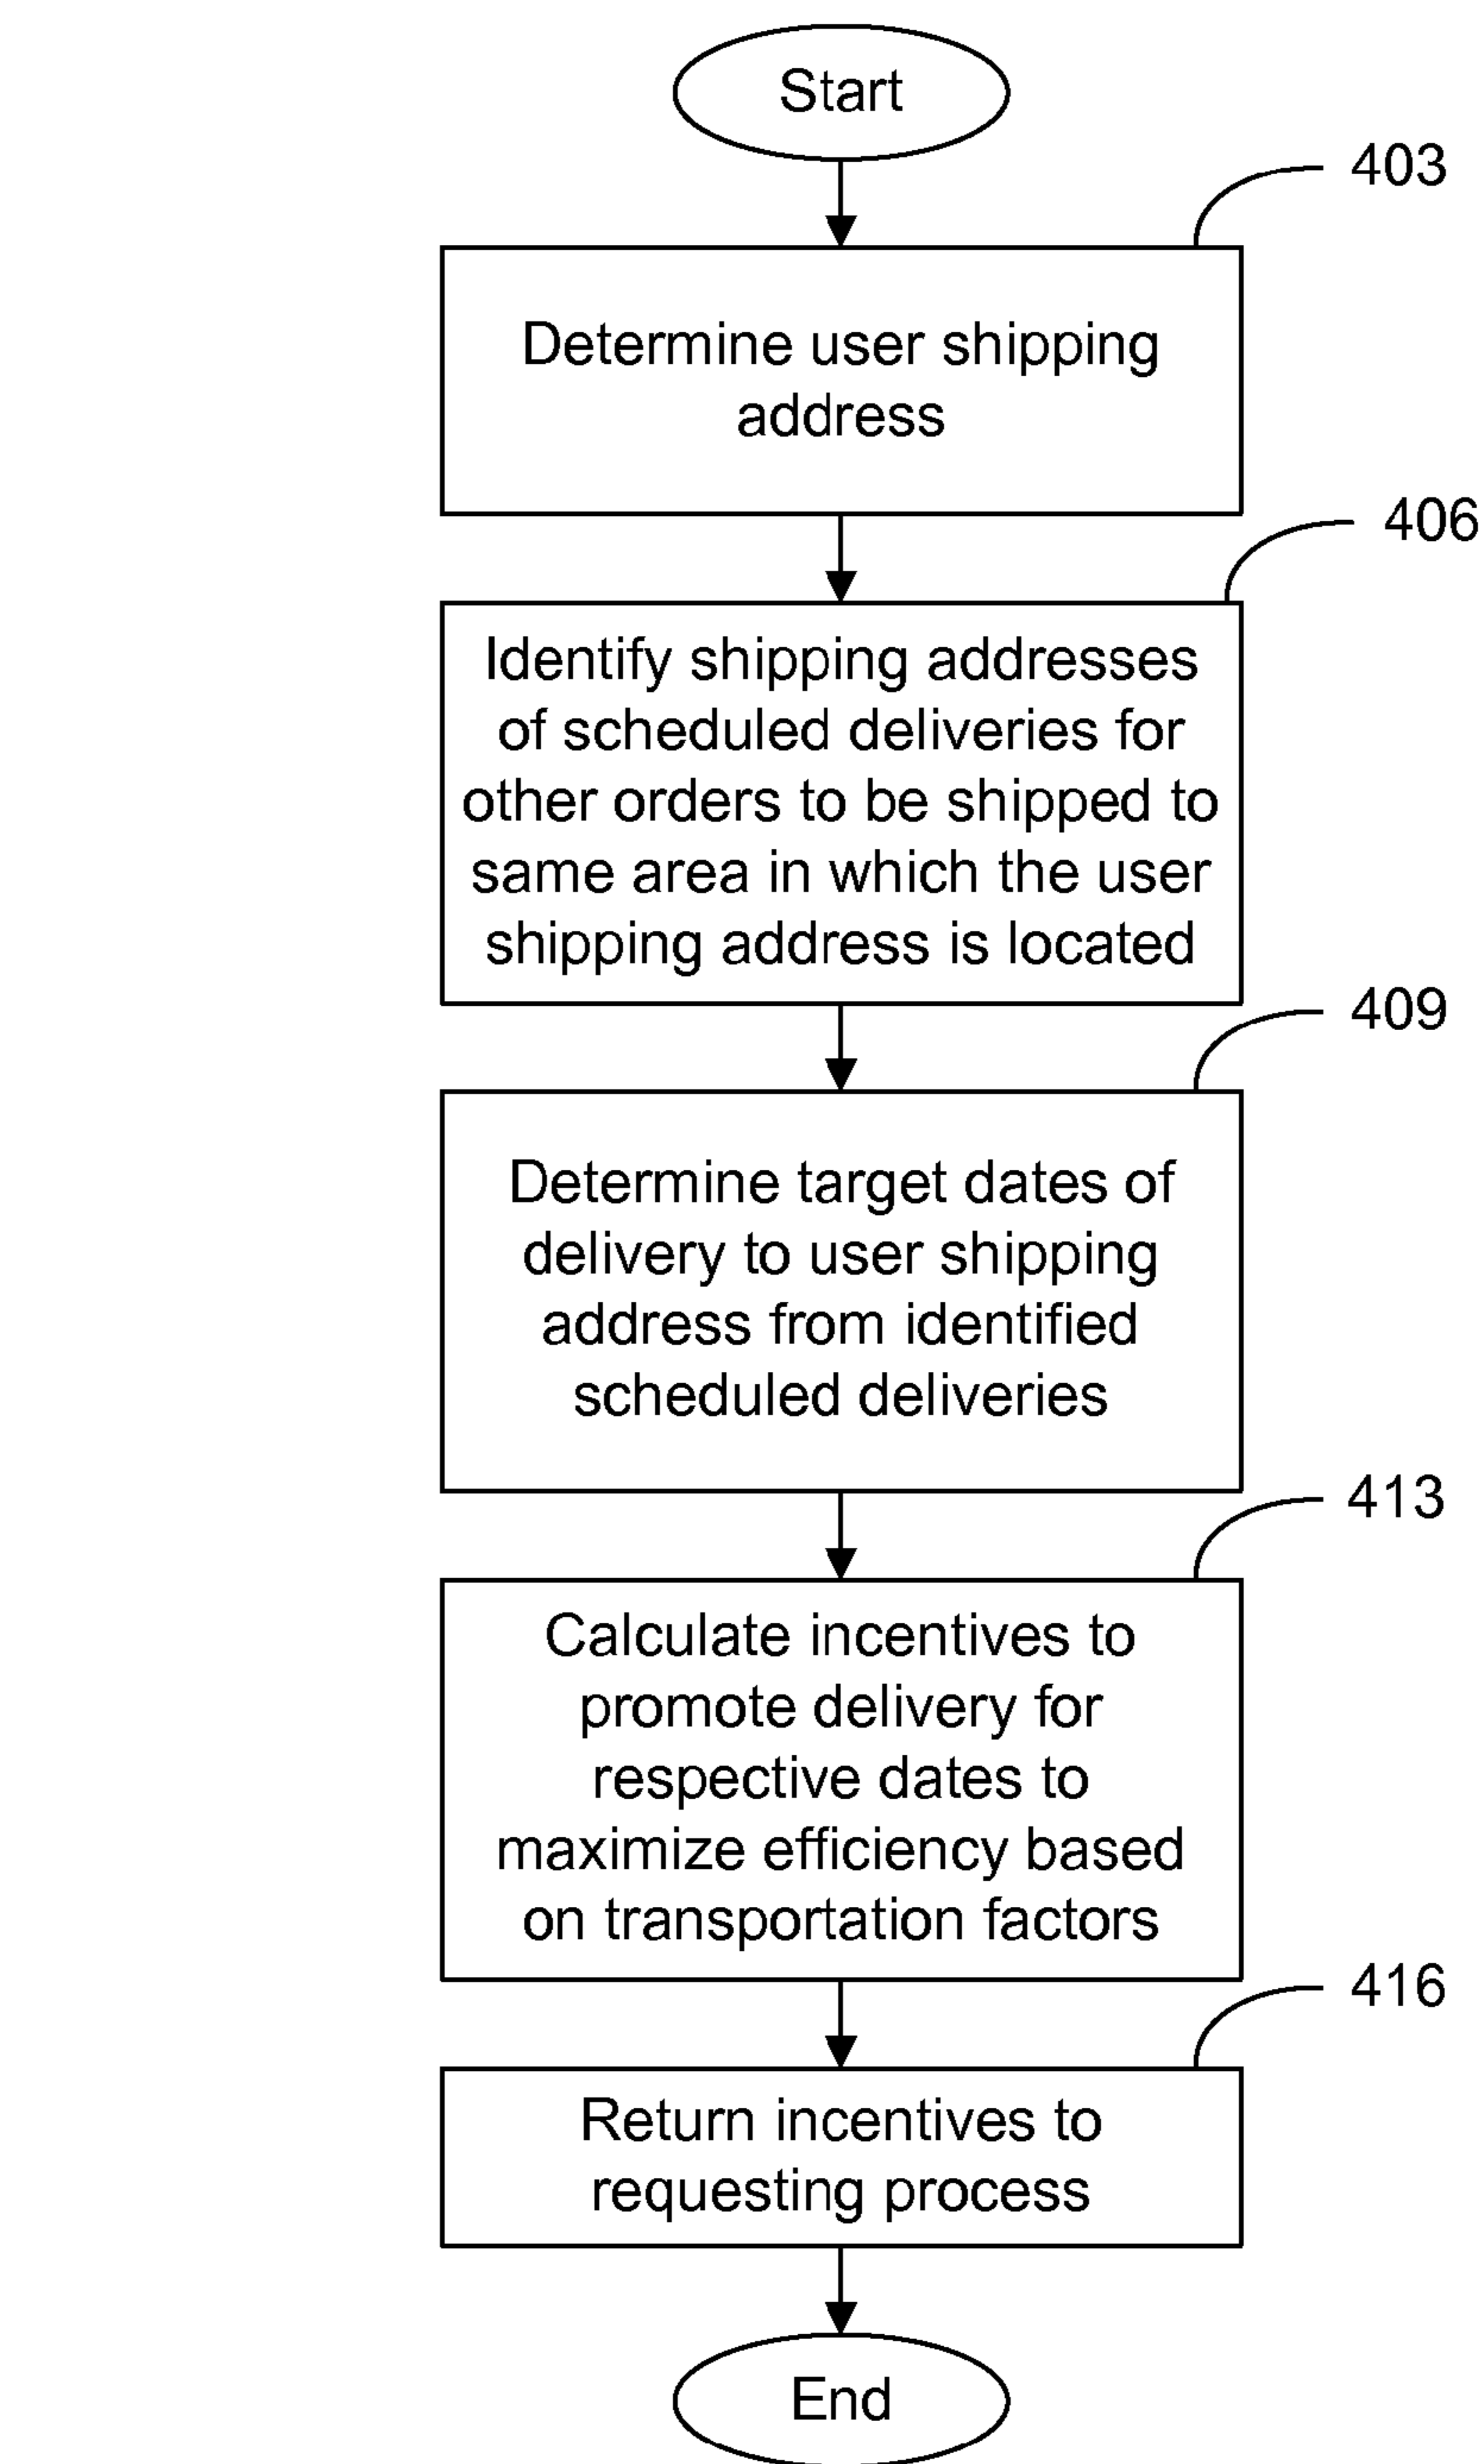 Start
403
Determine user shipping
address
406
Identify shipping addresses
of scheduled deliveries for
other orders to be shipped to
same area in which the user
shipping address is located
409
Determine target dates of
delivery to user shipping
address from identified
scheduled deliveries
413
Calculate incentives to
promote delivery for
respective dates to
maximize efficiency based
on transportation factors
416
Return incentives to
requesting process
End